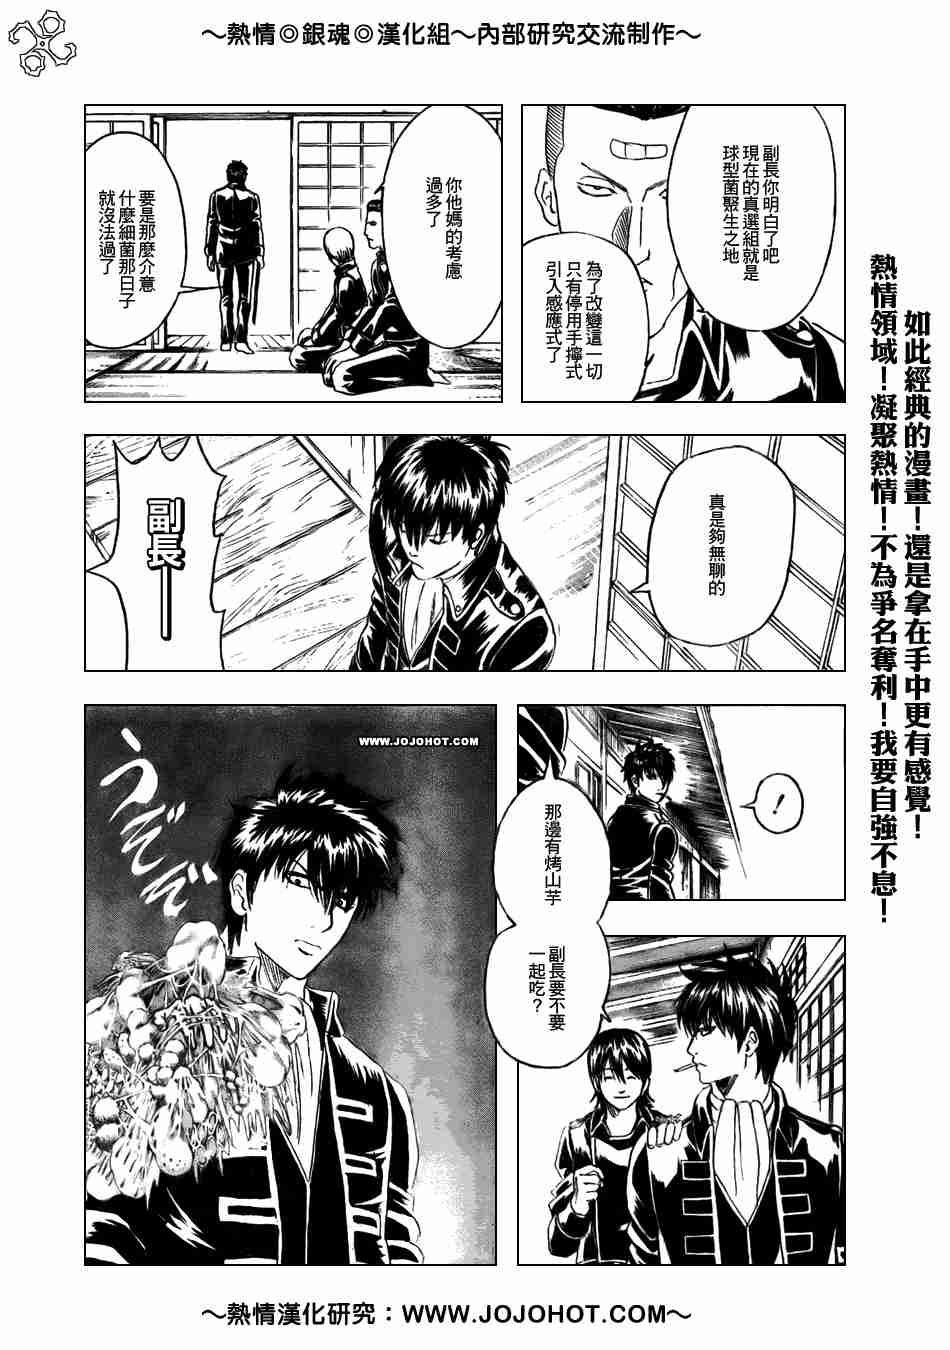 ～熱情◎銀魂◎漢化組～內部研究交流制作～
副長你明白了吧
現在的真選組就是
球型菌聚生之地
為了改變這一切
只有停用手擰式
引入感應式了
你他媽的考慮
過多了
要是那麼介意
什麼細菌那日子
就沒法過了
真是夠無聊的
副長——
！
那邊有烤山芋
副長要不要
一起吃？
WWW.JOJOHOT.COM
うぞぞぞ
如此經典的漫畫！還是拿在手中更有感覺！
熱情領域！凝聚熱情！不為爭名奪利！我要自強不息！
～熱情漢化研究：WWW.JOJOHOT.COM～